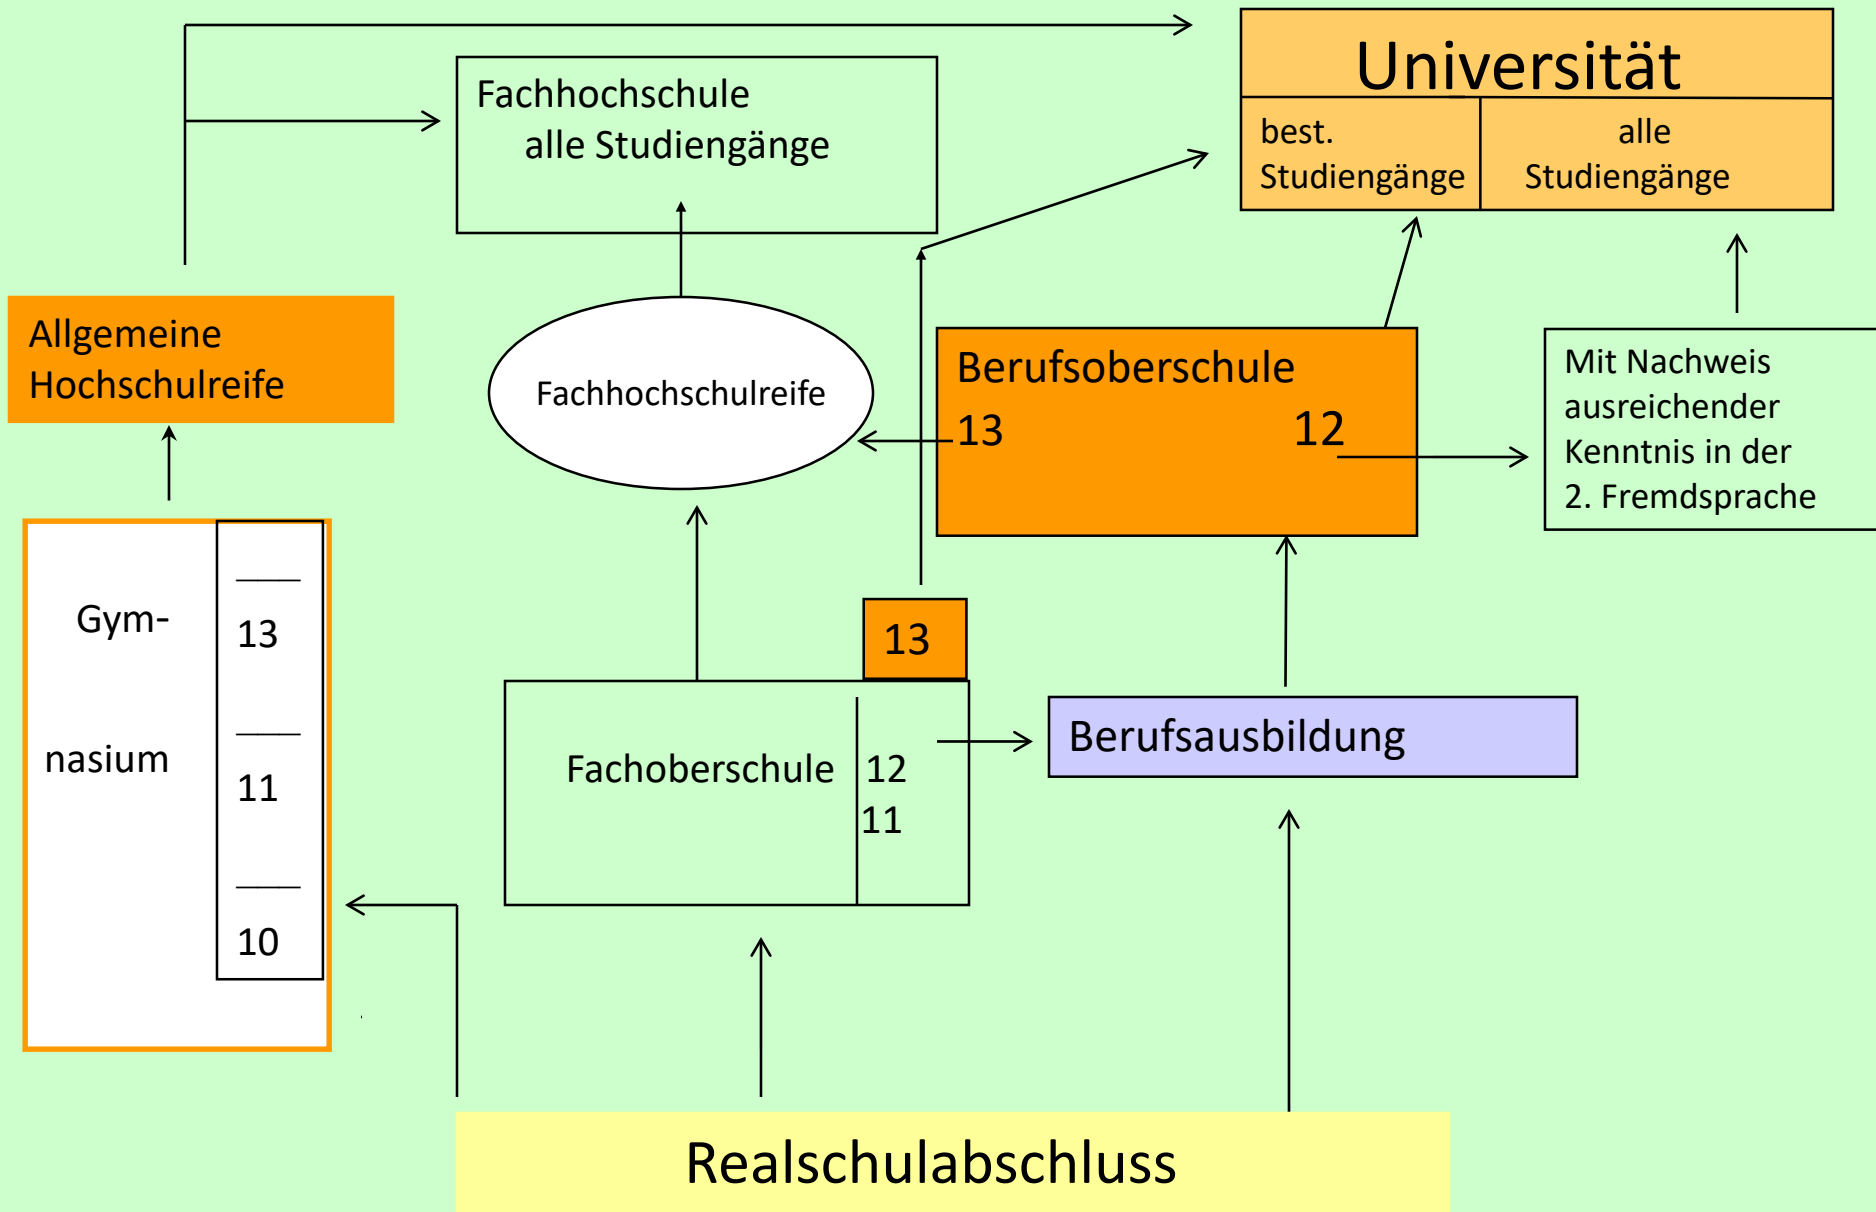 Universität
Fachhochschule
alle Studiengänge
best.
Studiengänge
alle
Studiengänge
Allgemeine
Hochschulreife
Fachhochschulreife
Berufsoberschule
13 12
Mit Nachweis
ausreichender
Kenntnis in der
2. Fremdsprache
Gym-
nasium
13
11
10
13
Fachoberschule
12
11
Berufsausbildung
Realschulabschluss